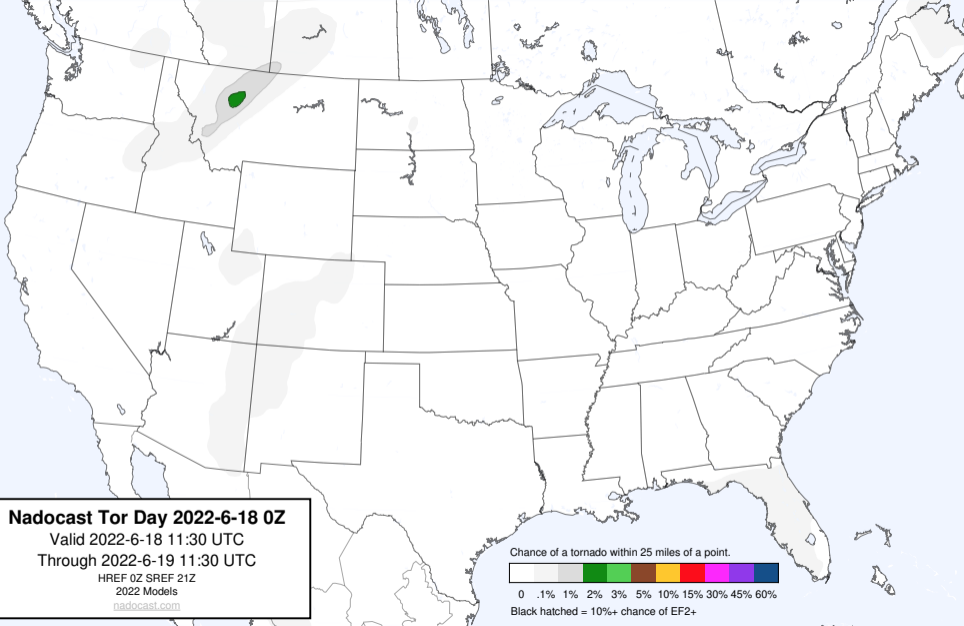 Nadocast Tor Day 2022-6-18 0Z
Valid 2022-6-18 11:30 UTC
Through 2022-6-19 11:30 UTC
HREF 0Z SREF 21Z
2022 Models
nadocast.com
Chance of a tornado within 25 miles of a point.
0 .1% 1% 2% 3% 5% 10% 15% 30% 45% 60%
Black hatched = 10%+ chance of EF2+